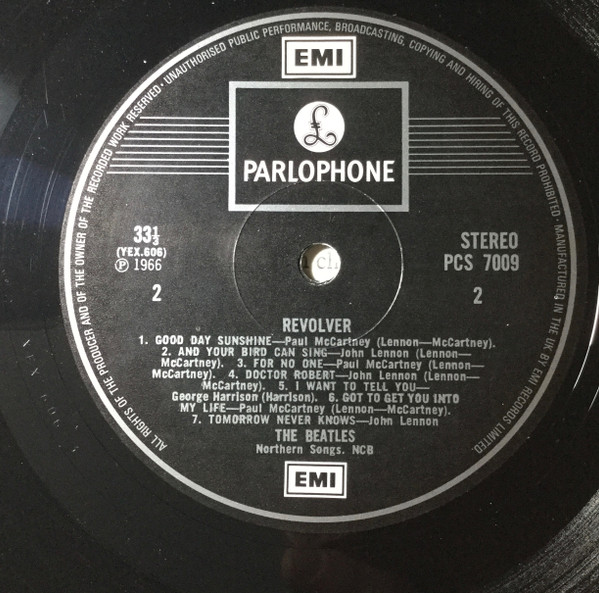 ALL RIGHTS OF THE PRODUCER AND OF THE OWNER OF THE RECORDED WORK RESERVED · UNAUTHORISED PUBLIC PERFORMANCE, BROADCASTING, COPYING AND HIRING OF THIS RECORD PROHIBITED · MANUFACTURED IN THE UK BY EMI RECORDS LIMITED.
EMI
£
PARLOPHONE
33⅓
(YEX.606)
℗ 1966
2
STEREO
PCS 7009
2
REVOLVER
1. GOOD DAY SUNSHINE—Paul McCartney (Lennon—McCartney).
2. AND YOUR BIRD CAN SING—John Lennon (Lennon—
McCartney). 3. FOR NO ONE—Paul McCartney (Lennon—
McCartney). 4. DOCTOR ROBERT—John Lennon (Lennon—
McCartney). 5. I WANT TO TELL YOU—
George Harrison (Harrison). 6. GOT TO GET YOU INTO
MY LIFE—Paul McCartney (Lennon—McCartney).
7. TOMORROW NEVER KNOWS—John Lennon
THE BEATLES
Northern Songs. NCB
EMI